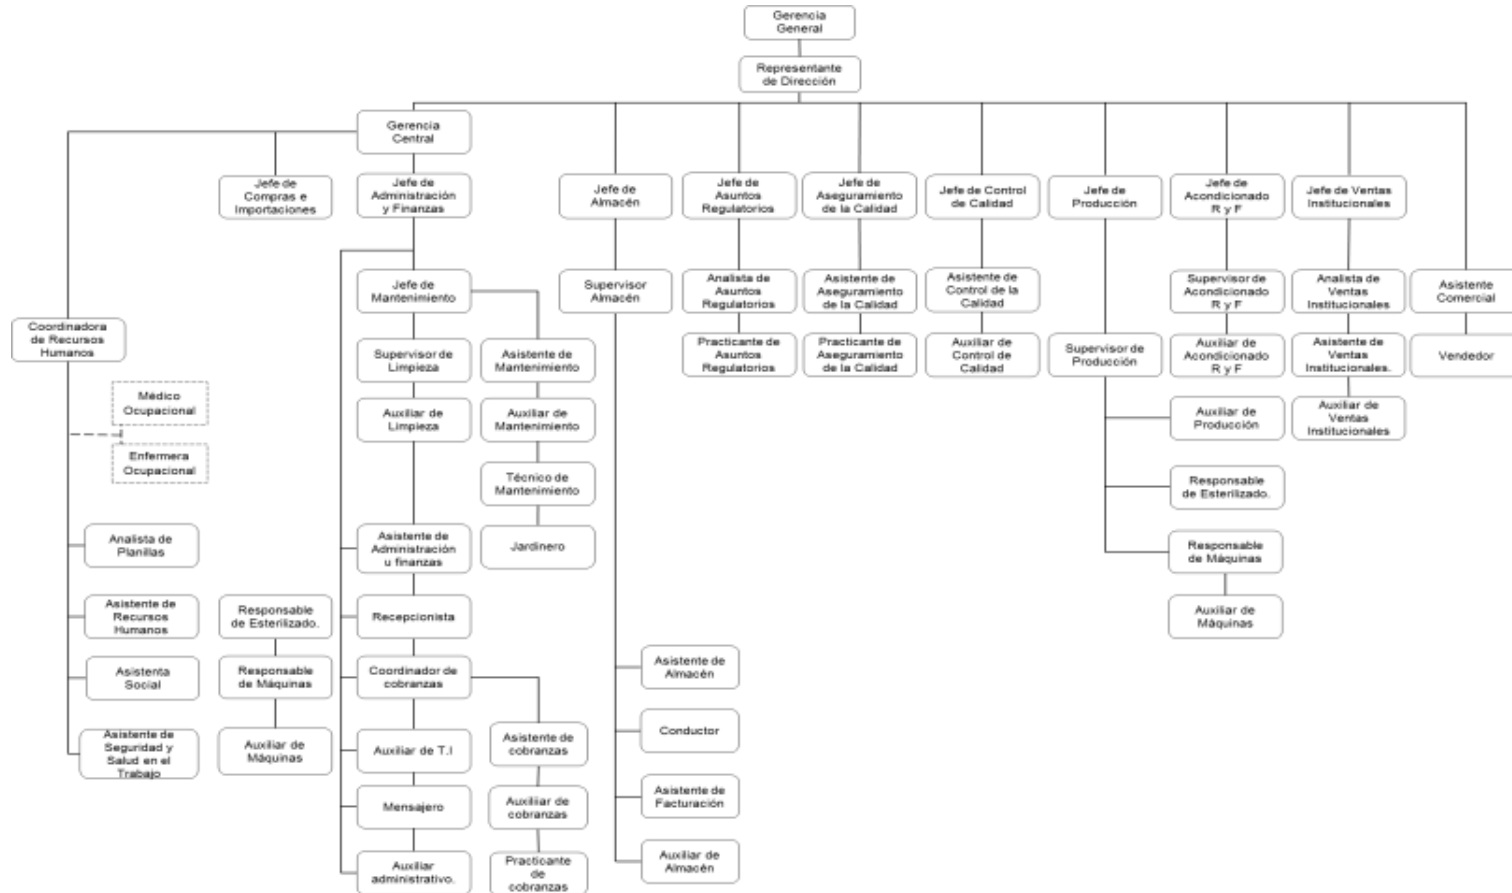 Gerencia
General
Representante
de Dirección
Gerencia
Central
Jefe de
Compras e
Importaciones
Jefe de
Administración
y Finanzas
Jefe de
Almacén
Jefe de
Asuntos
Regulatorios
Jefe de
Aseguramiento
de la Calidad
Jefe de Control
de Calidad
Jefe de
Producción
Jefe de
Acondicionado
R y F
Jefe de Ventas
Institucionales
Jefe de
Mantenimiento
Supervisor
Almacén
Analista de
Asuntos
Regulatorios
Asistente de
Aseguramiento
de la Calidad
Asistente de
Control de la
Calidad
Supervisor de
Acondicionado
R y F
Analista de
Ventas
Institucionales
Asistente
Comercial
Coordinadora
de Recursos
Humanos
Supervisor de
Limpieza
Asistente de
Mantenimiento
Practicante de
Asuntos
Regulatorios
Practicante de
Aseguramiento
de la Calidad
Auxiliar de
Control de
Calidad
Supervisor de
Producción
Auxiliar de
Acondicionado
R y F
Asistente de
Ventas
Institucionales.
Vendedor
Médico
Ocupacional
Auxiliar de
Limpieza
Auxiliar de
Mantenimiento
Auxiliar de
Producción
Auxiliar de
Ventas
Institucionales
Enfermera
Ocupacional
Técnico de
Mantenimiento
Responsable
de Esterilizado.
Analista de
Planillas
Asistente de
Administración
u finanzas
Jardinero
Responsable
de Máquinas
Asistente de
Recursos
Humanos
Responsable
de Esterilizado.
Recepcionista
Auxiliar de
Máquinas
Asistenta
Social
Responsable
de Máquinas
Coordinador de
cobranzas
Asistente de
Almacén
Asistente de
Seguridad y
Salud en el
Trabajo
Auxiliar de
Máquinas
Auxiliar de T.I
Asistente de
cobranzas
Conductor
Mensajero
Auxiliiar de
cobranzas
Asistente de
Facturación
Auxiliar
administrativo.
Practicante
de
cobranzas
Auxiliar de
Almacén